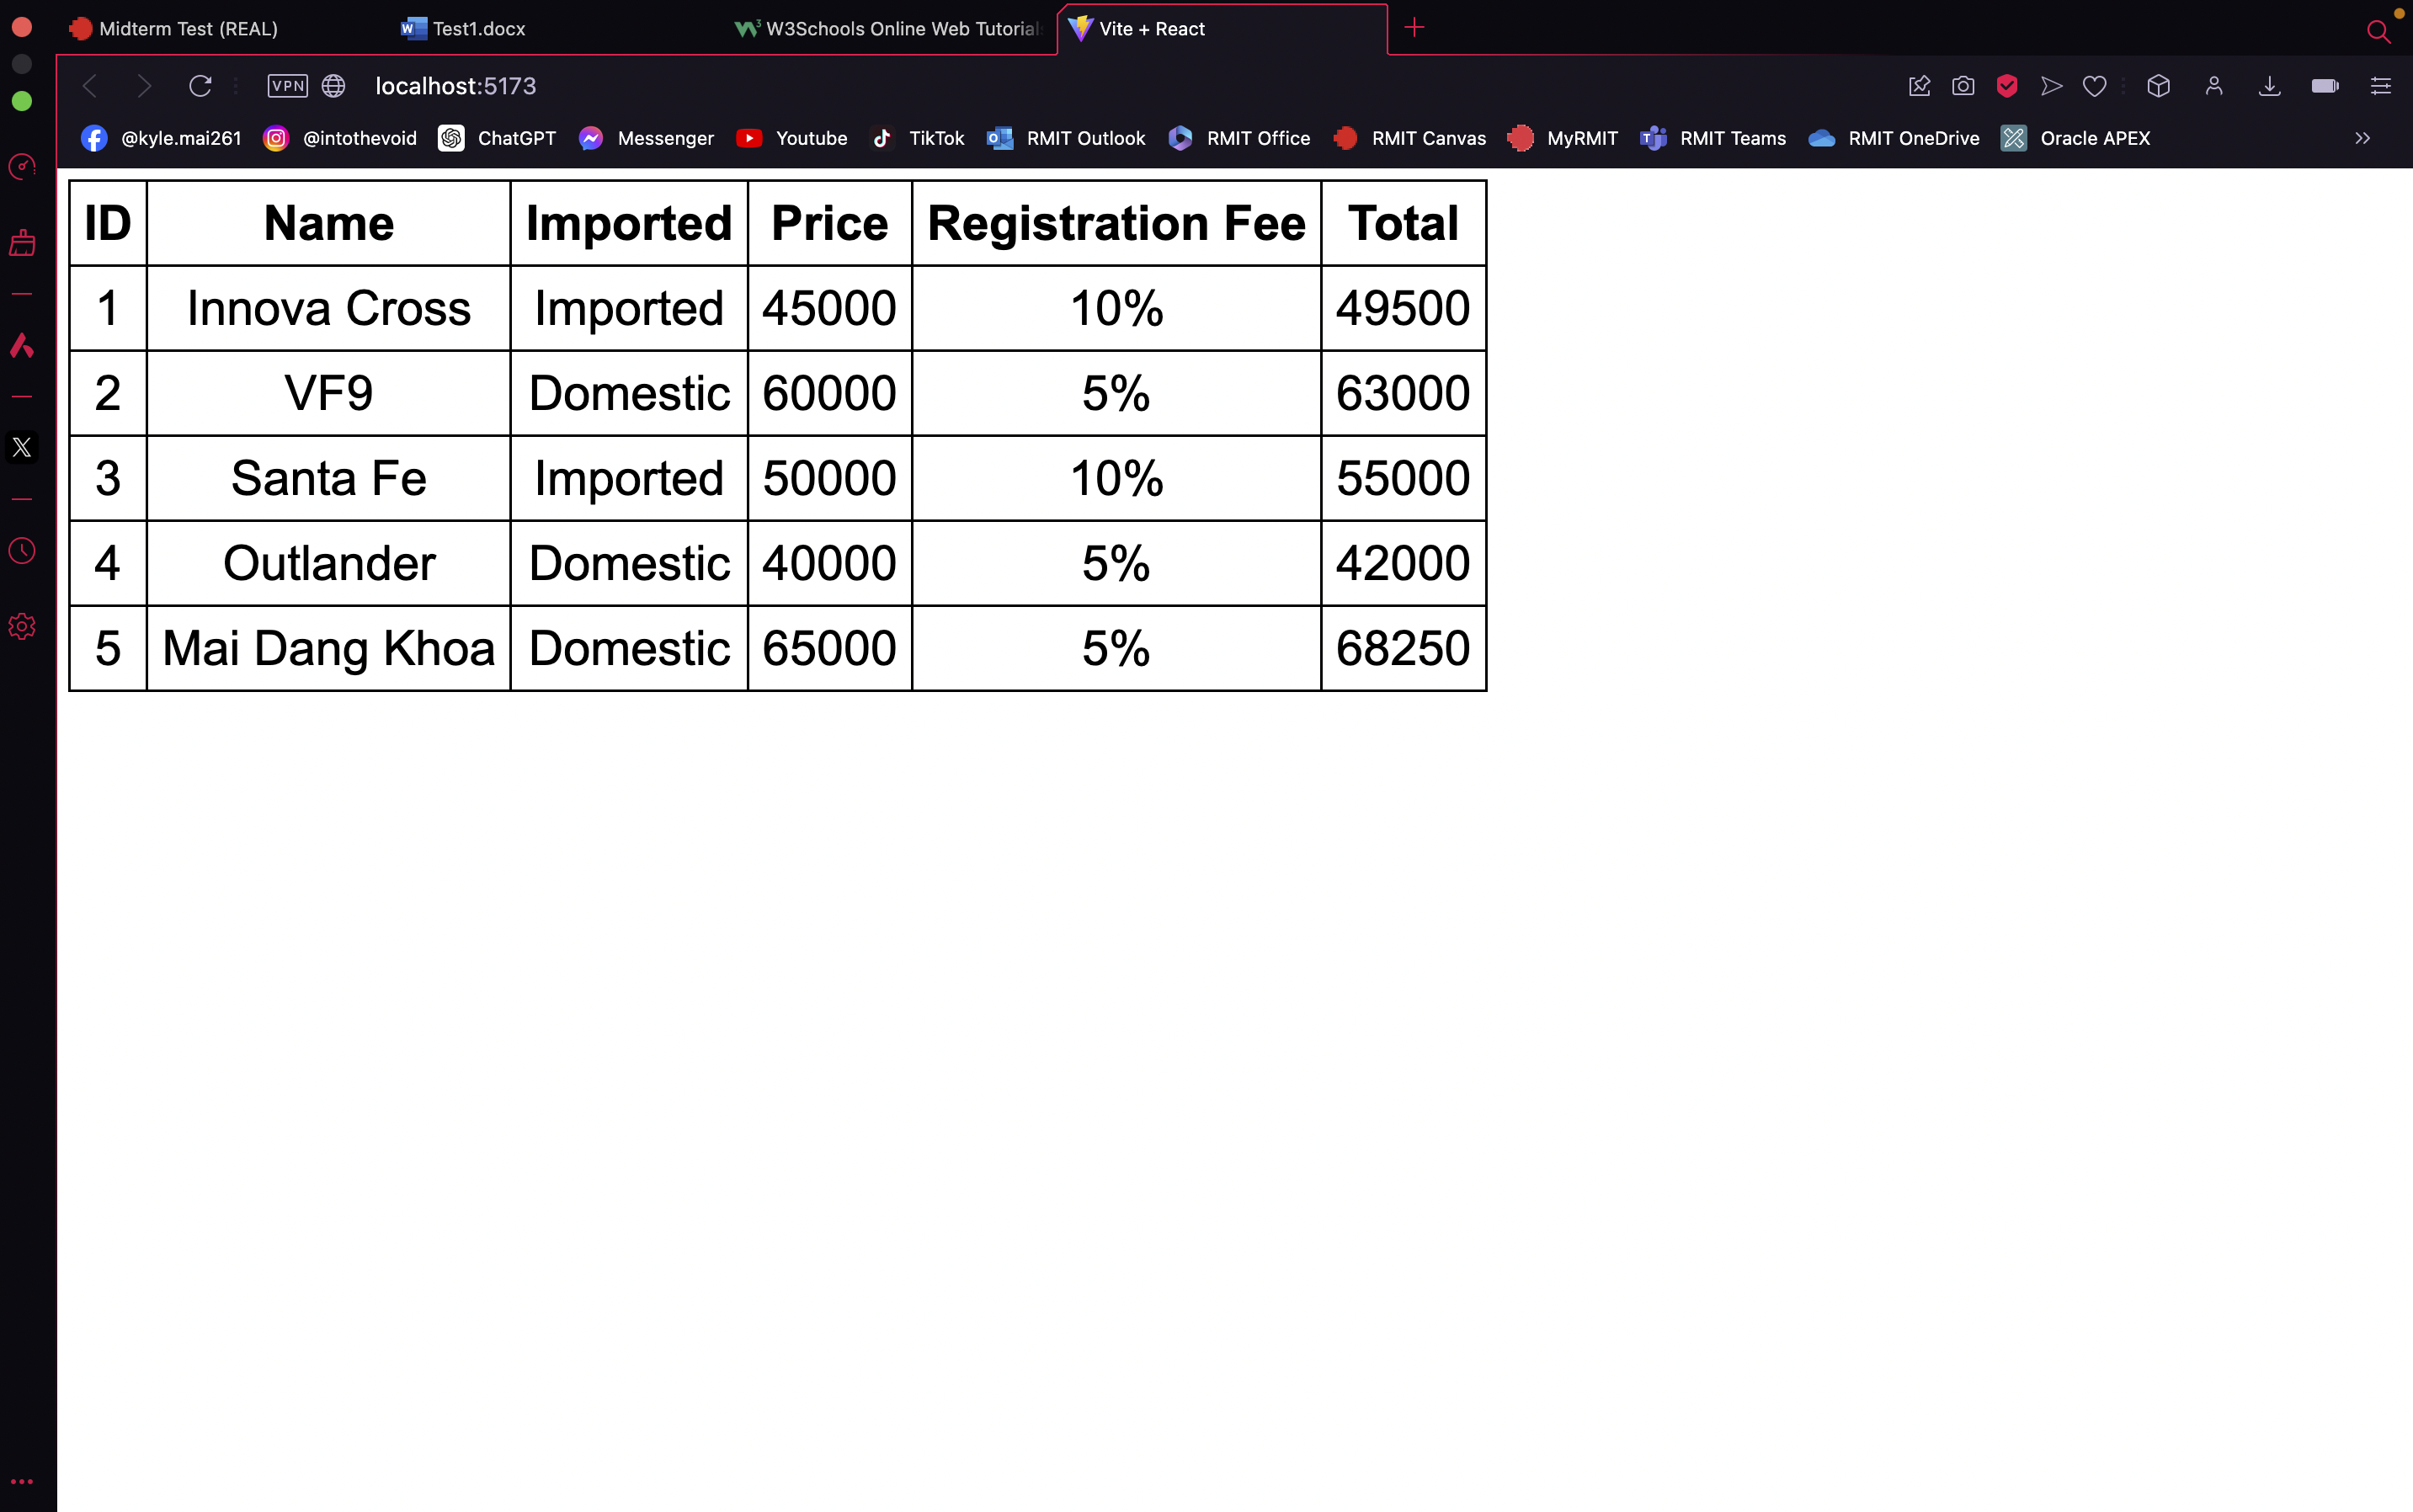 Midterm Test (REAL) Test1.docx W3Schools Online Web Tutorial Vite + React
VPN localhost:5173
@kyle.mai261 @intothevoid ChatGPT Messenger Youtube TikTok RMIT Outlook RMIT Office RMIT Canvas MyRMIT RMIT Teams RMIT OneDrive Oracle APEX
ID Name Imported Price Registration Fee Total
1 Innova Cross Imported 45000 10% 49500
2 VF9 Domestic 60000 5% 63000
3 Santa Fe Imported 50000 10% 55000
4 Outlander Domestic 40000 5% 42000
5 Mai Dang Khoa Domestic 65000 5% 68250